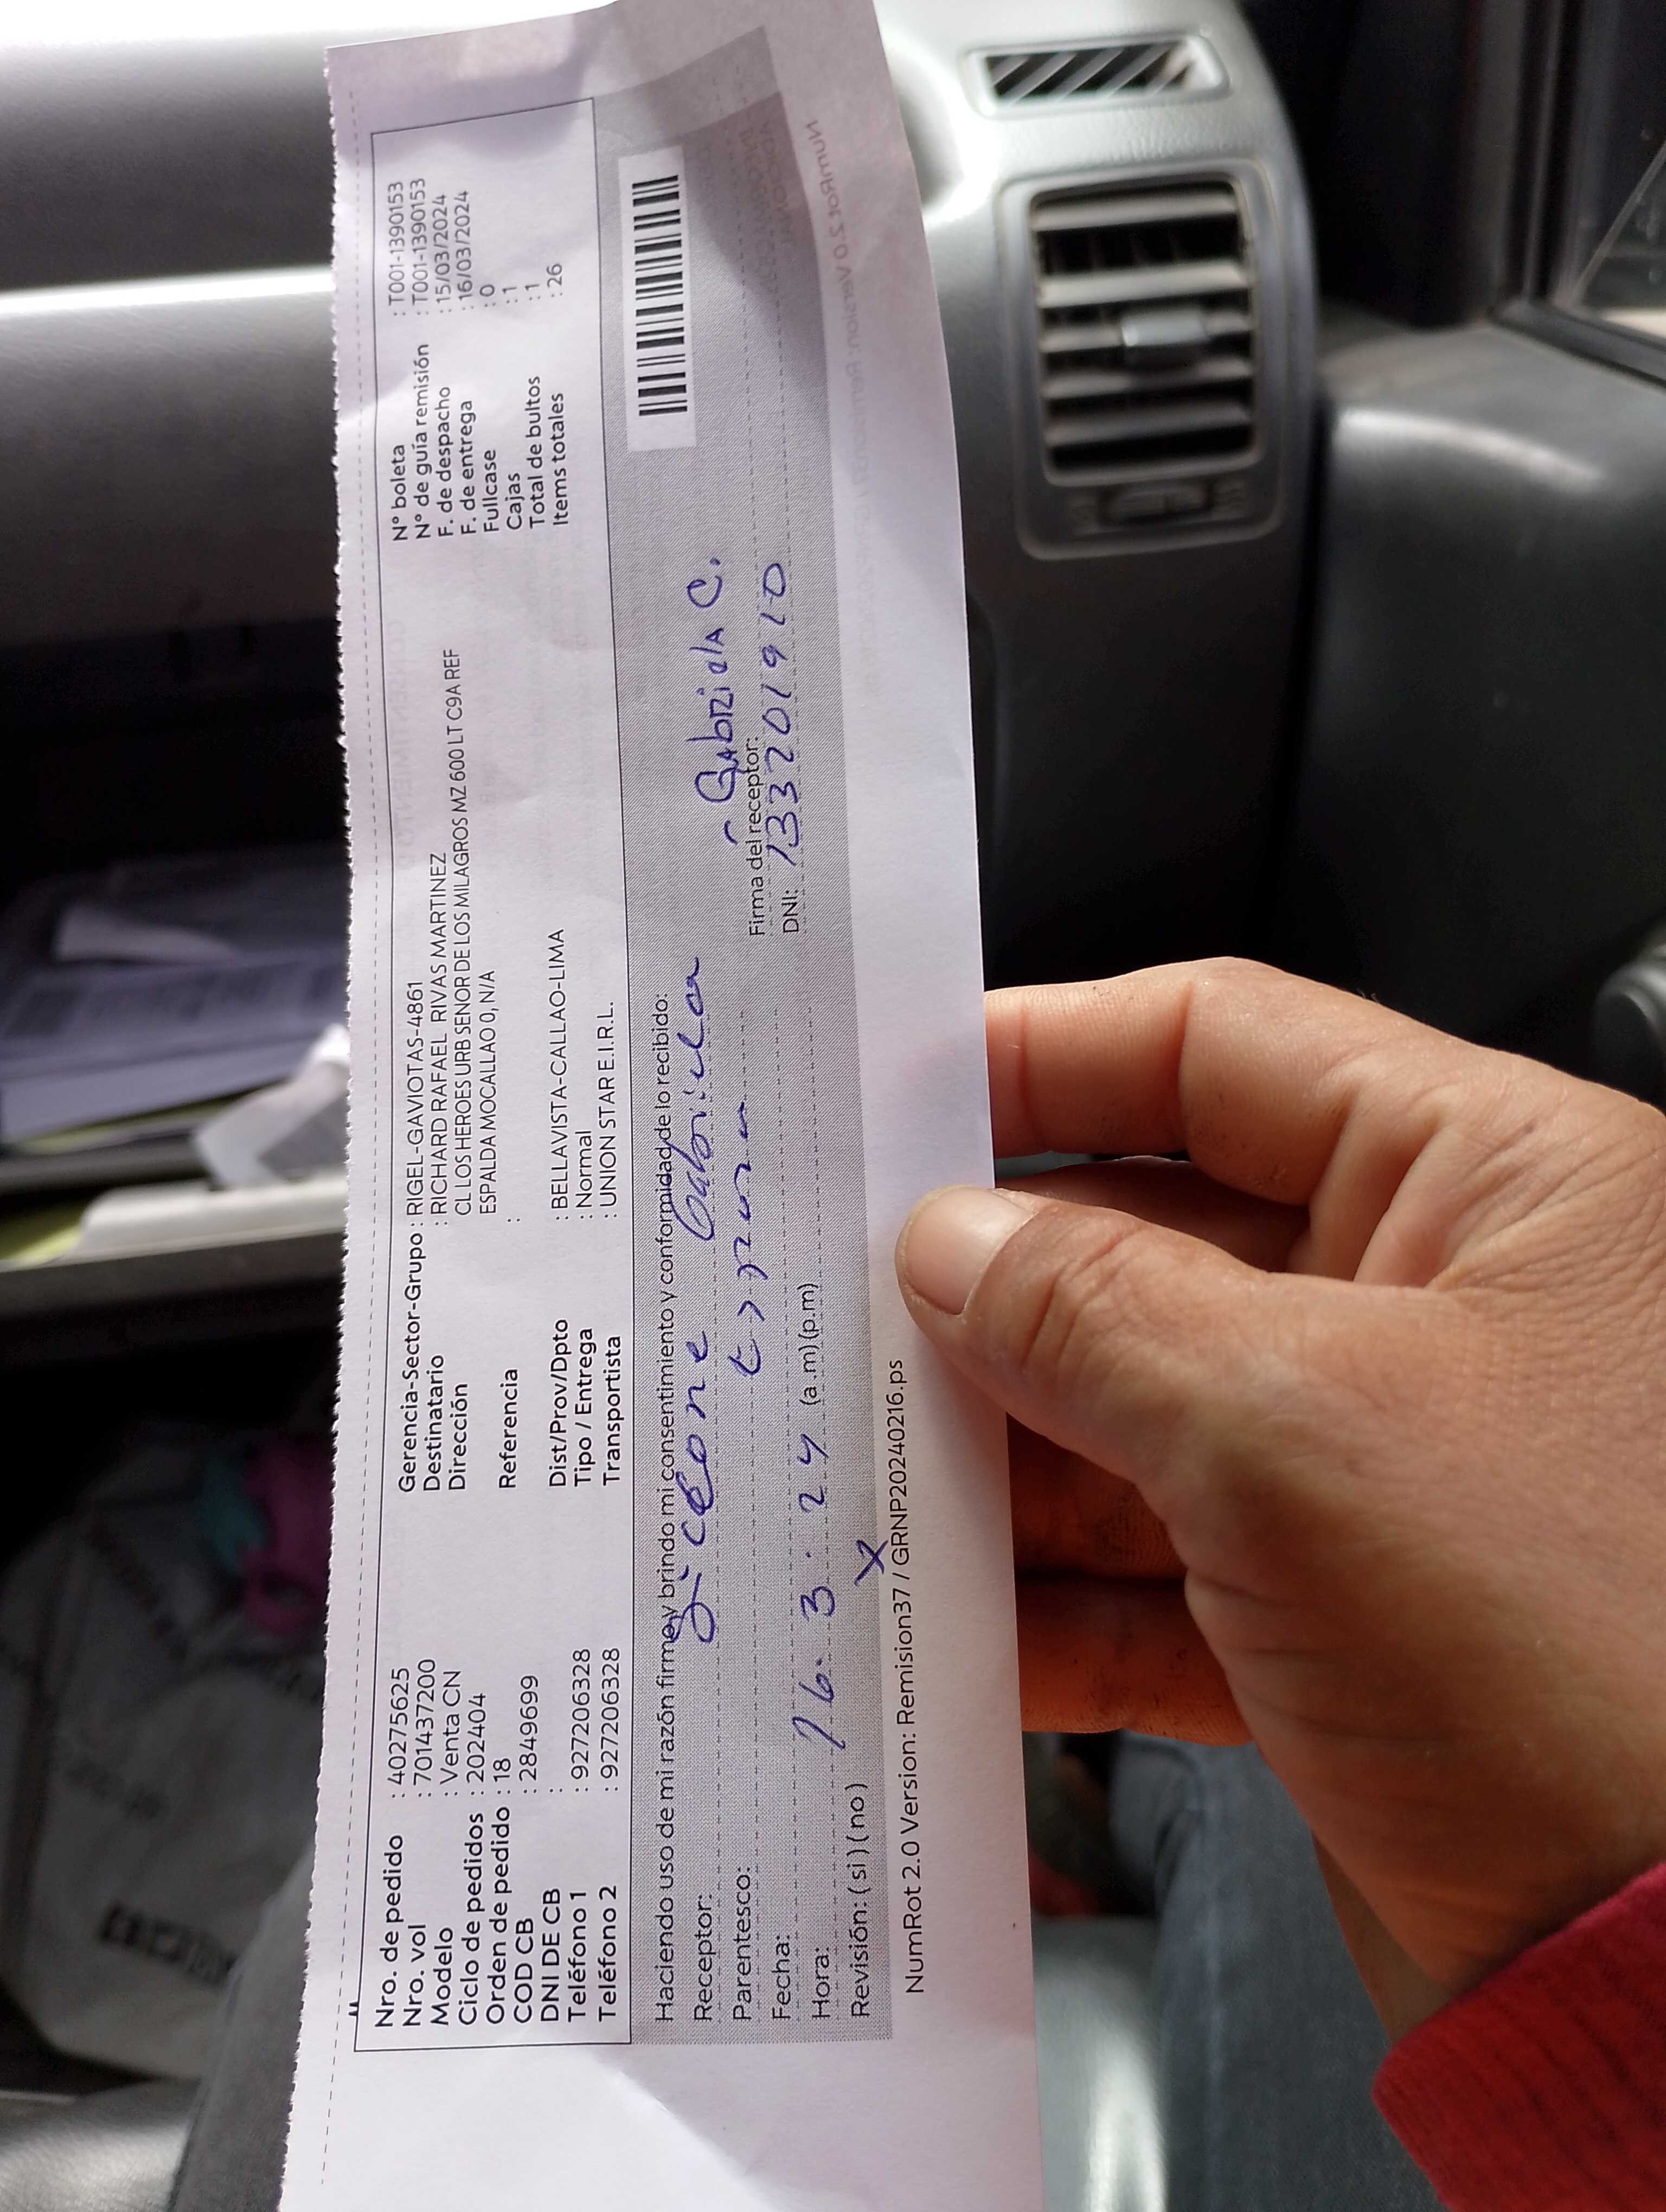 Nro. de pedido : 40275625
Nro. vol : 701437200
Modelo : Venta CN
Ciclo de pedidos : 202404
Orden de pedido : 18
COD CB : 2849699
DNI DE CB :
Teléfono 1 : 927206328
Teléfono 2 : 927206328
Gerencia-Sector-Grupo : RIGEL-GAVIOTAS-4861
Destinatario : RICHARD RAFAEL RIVAS MARTINEZ
Dirección CL LOS HEROES URB SENOR DE LOS MILAGROS MZ 600 LT C9A REF
ESPALDA MOCALLAO 0, N/A
Referencia :
Dist/Prov/Dpto : BELLAVISTA-CALLAO-LIMA
Tipo / Entrega : Normal
Transportista : UNION STAR E.I.R.L.
N° boleta : T001-1390153
N° de guía remisión : T001-1390153
F. de despacho : 15/03/2024
F. de entrega : 16/03/2024
Fullcase : 0
Cajas : 1
Total de bultos : 1
Items totales : 26
Haciendo uso de mi razón firmo y brindo mi consentimiento y conformidad de lo recibido:
Receptor: Gabriela
Parentesco:
Fecha: 16. 3. 24
Hora: (a.m)(p.m)
Revisión: (si) (no) X
Gabriela C.
Firma del receptor:
DNI: 133201910
NumRot 2.0 Version: Remision37 / GRNP20240216.ps